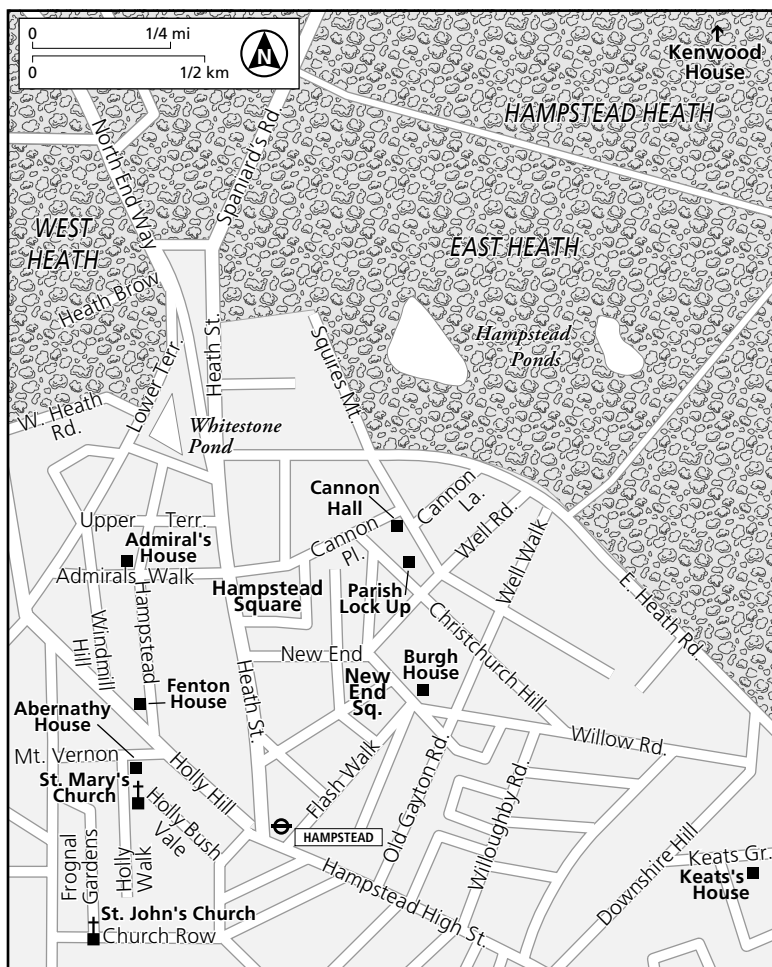 0 1/4 mi
0 1/2 km
N
Kenwood
House
HAMPSTEAD HEATH
North End Way
Spaniard's Rd.
WEST
HEATH
EAST HEATH
Heath Brow
Heath St.
Squires Mt.
Hampstead
Ponds
Lower Terr.
W. Heath
Rd.
Whitestone
Pond
Cannon
Hall
Cannon
La.
Upper Terr.
Cannon
Pl.
Well Rd.
Well Walk
Admiral's
House
Admirals Walk
Hampstead
Square
Parish
Lock Up
E. Heath Rd.
Windmill
Hill
Hampstead
Christchurch Hill
New End
Heath St.
New
End
Sq.
Burgh
House
Fenton
House
Abernathy
House
Willow Rd.
Mt. Vernon
Holly Hill
Flash Walk
Old Gayton Rd.
Willoughby Rd.
St. Mary's
Church
Holly Bush
Vale
HAMPSTEAD
Frognal
Gardens
Holly
Walk
Hampstead High St.
Downshire Hill
Keats Gr.
Keats's
House
St. John's Church
Church Row